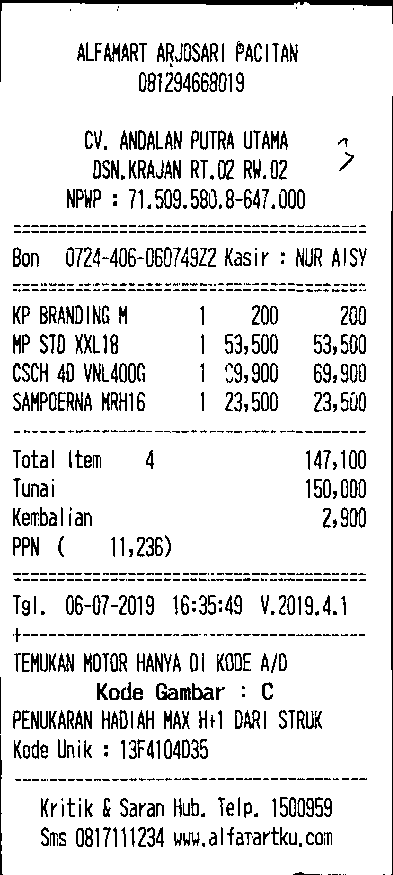 ALFAMART ARJOSARI PACITAN
081294668019
CV. ANDALAN PUTRA UTAMA
DSN.KRAJAN RT.02 RW.02
NPWP : 71.509.580.8-647.000
Bon 0724-406-060749Z2 Kasir : NUR AISY
KP BRANDING M 1 200 200
MP STD XXL18 1 53,500 53,500
CSCH 4D VNL400G 1 69,900 69,900
SAMPOERNA MRH16 1 23,500 23,500
Total Item 4 147,100
Tunai 150,000
Kembalian 2,900
PPN ( 11,236)
Tgl. 06-07-2019 16:35:49 V.2019.4.1
TEMUKAN MOTOR HANYA DI KODE A/D
Kode Gambar : C
PENUKARAN HADIAH MAX H+1 DARI STRUK
Kode Unik : 13F4104D35
Kritik & Saran Hub. Telp. 1500959
Sms 0817111234 www.alfamartku.com